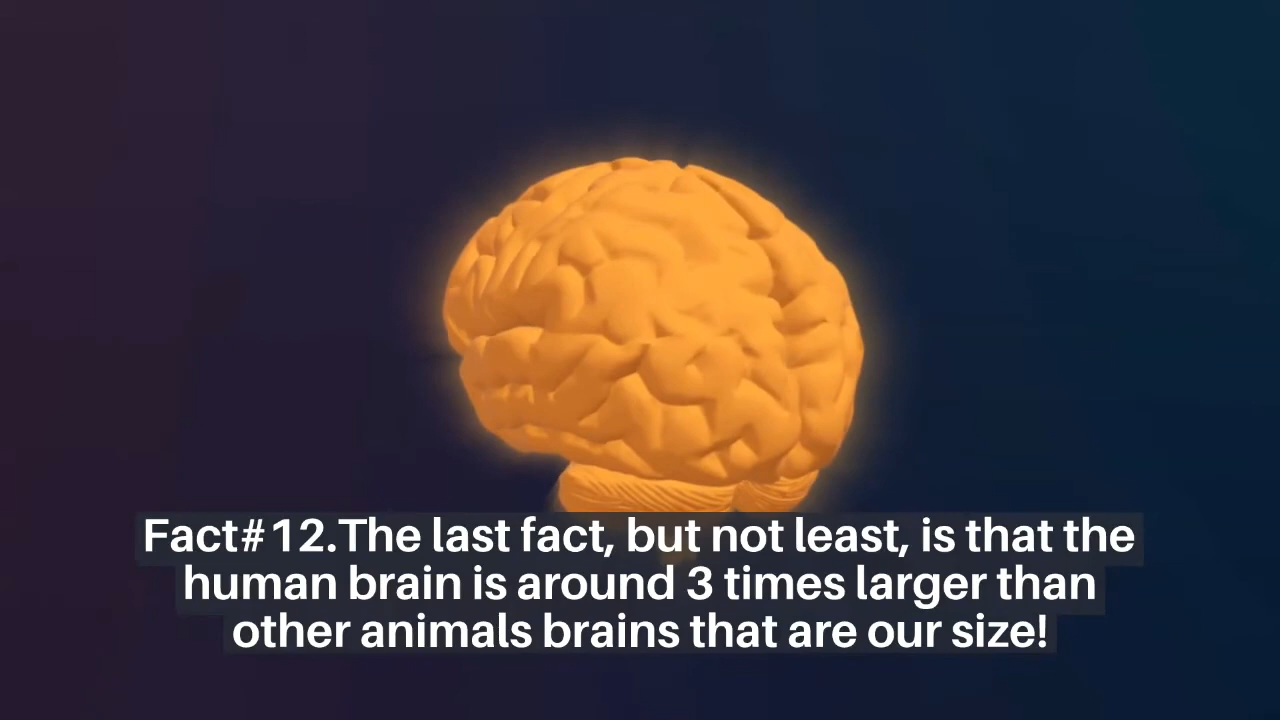 Fact#12.The last fact, but not least, is that the
human brain is around 3 times larger than
other animals brains that are our size!